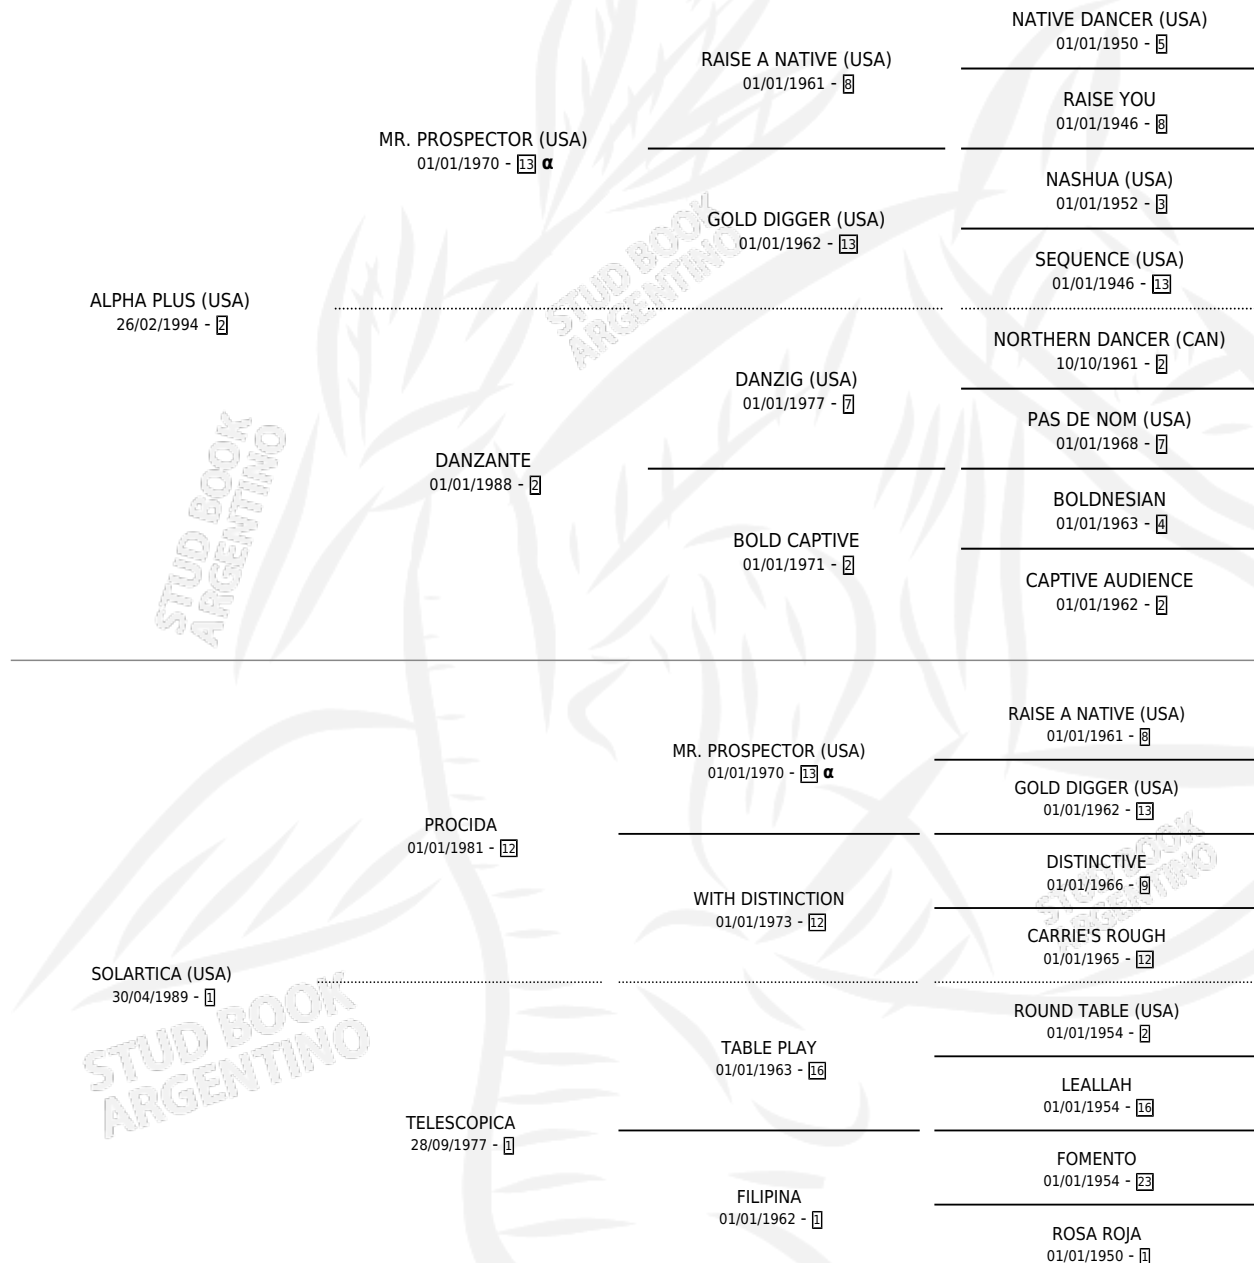 NATIVE DANCER (USA)
01/01/1950 - 5
RAISE A NATIVE (USA)
01/01/1961 - 8
RAISE YOU
01/01/1946 - 8
MR. PROSPECTOR (USA)
01/01/1970 - 13 α
NASHUA (USA)
01/01/1952 - 3
GOLD DIGGER (USA)
01/01/1962 - 13
SEQUENCE (USA)
01/01/1946 - 13
ALPHA PLUS (USA)
26/02/1994 - 2
NORTHERN DANCER (CAN)
10/10/1961 - 2
DANZIG (USA)
01/01/1977 - 7
PAS DE NOM (USA)
01/01/1968 - 7
DANZANTE
01/01/1988 - 2
BOLDNESIAN
01/01/1963 - 4
BOLD CAPTIVE
01/01/1971 - 2
CAPTIVE AUDIENCE
01/01/1962 - 2
STUD BOOK
ARGENTINO
STUD BOOK
ARGENTINO
RAISE A NATIVE (USA)
01/01/1961 - 8
MR. PROSPECTOR (USA)
01/01/1970 - 13 α
GOLD DIGGER (USA)
01/01/1962 - 13
PROCIDA
01/01/1981 - 12
DISTINCTIVE
01/01/1966 - 9
WITH DISTINCTION
01/01/1973 - 12
CARRIE'S ROUGH
01/01/1965 - 12
SOLARTICA (USA)
30/04/1989 - 1
ROUND TABLE (USA)
01/01/1954 - 2
TABLE PLAY
01/01/1963 - 16
LEALLAH
01/01/1954 - 16
TELESCOPICA
28/09/1977 - 1
FOMENTO
01/01/1954 - 23
FILIPINA
01/01/1962 - 1
ROSA ROJA
01/01/1950 - 1
STUD BOOK
ARGENTINO
STUD BOOK
ARGENTINO